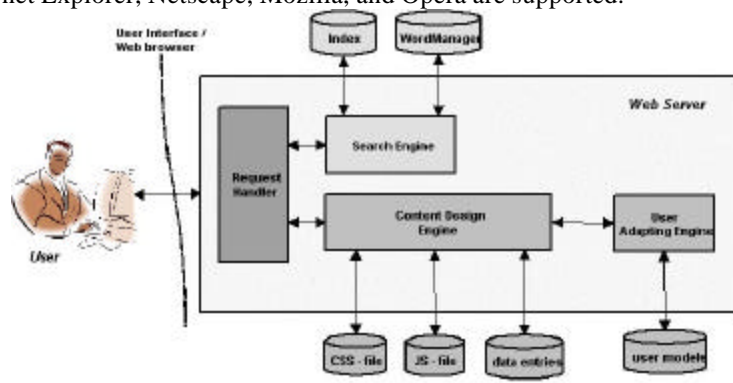 net Explorer, Netscape, Mozilla, and Opera are supported.
User Interface /
Web browser
Index
WordManager
Web Server
Search Engine
Request
Handler
Content Design
Engine
User
Adapting Engine
User
CSS - file
JS - file
data entries
user models